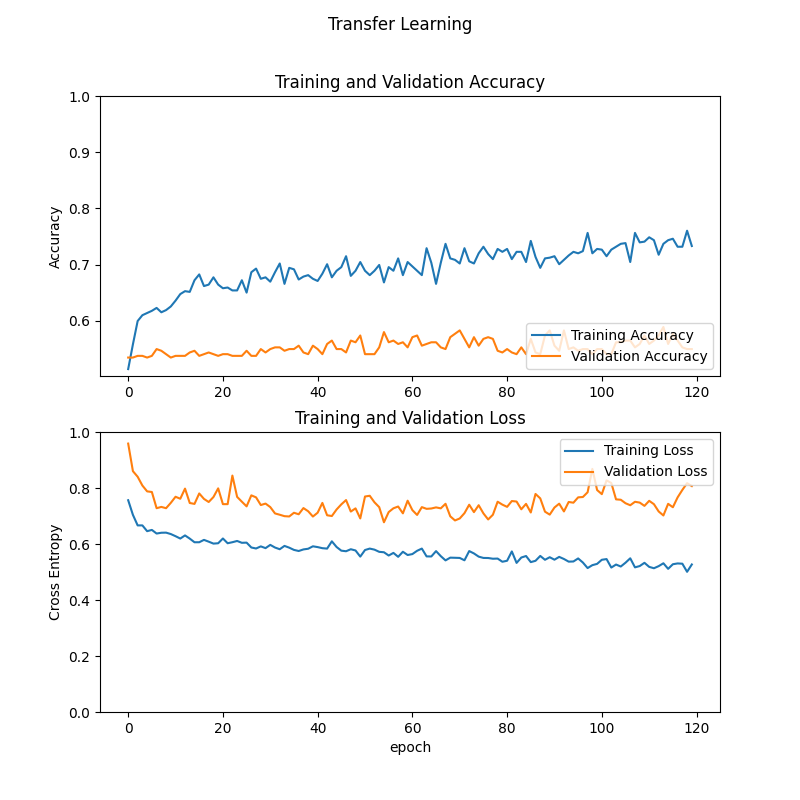 Transfer Learning
Training and Validation Accuracy
1.0
0.9
0.8
0.7
0.6
Accuracy
Training Accuracy
Validation Accuracy
0 20 40 60 80 100 120
Training and Validation Loss
1.0
0.8
0.6
0.4
0.2
0.0
Cross Entropy
Training Loss
Validation Loss
0 20 40 60 80 100 120
epoch